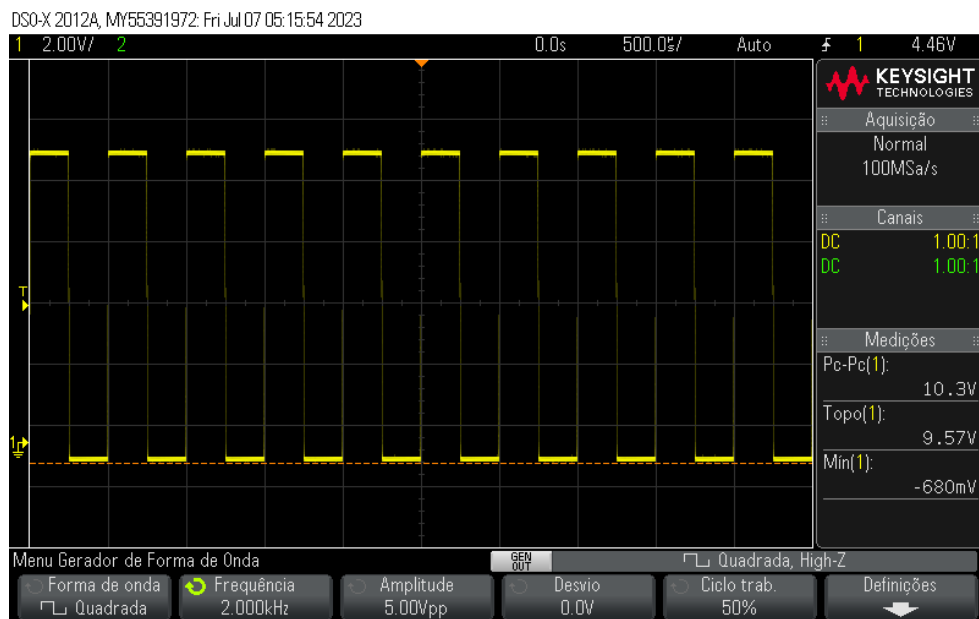 DSO-X 2012A, MY55391972: Fri Jul 07 05:15:54 2023
1 2.00V/ 2 0.0s 500.0µs/ Auto 1 4.46V
KEYSIGHT
TECHNOLOGIES
Aquisição
Normal
100MSa/s
Canais
DC 1.00:1
DC 1.00:1
Medições
Pc-Pc(1):
10.3V
Topo(1):
9.57V
Mín(1):
-680mV
T
1
Menu Gerador de Forma de Onda
GEN OUT
Quadrada, High-Z
Forma de onda Frequência Amplitude Desvio Ciclo trab. Definições
Quadrada 2.000kHz 5.00Vpp 0.0V 50%